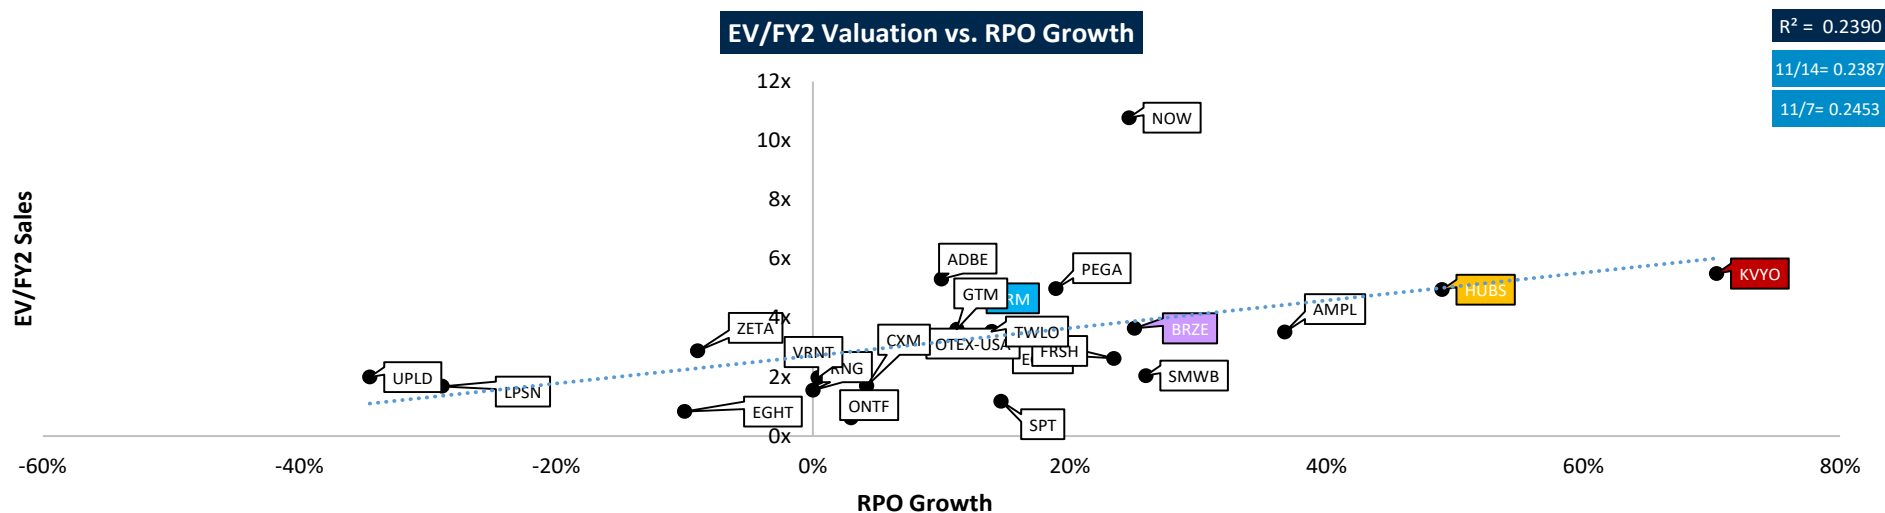 EV/FY2 Valuation vs. RPO Growth
R² = 0.2390
11/14= 0.2387
11/7= 0.2453
EV/FY2 Sales
12x
10x
8x
6x
4x
2x
0x
NOW
ADBE
PEGA
KVYO
HUBS
GTM
RM
AMPL
ZETA
BRZE
TWLO
CXM
OTEX-USA
VRNT
FRSH
E
RNG
SMWB
UPLD
LPSN
ONTF
EGHT
SPT
-60%
-40%
-20%
0%
20%
40%
60%
80%
RPO Growth